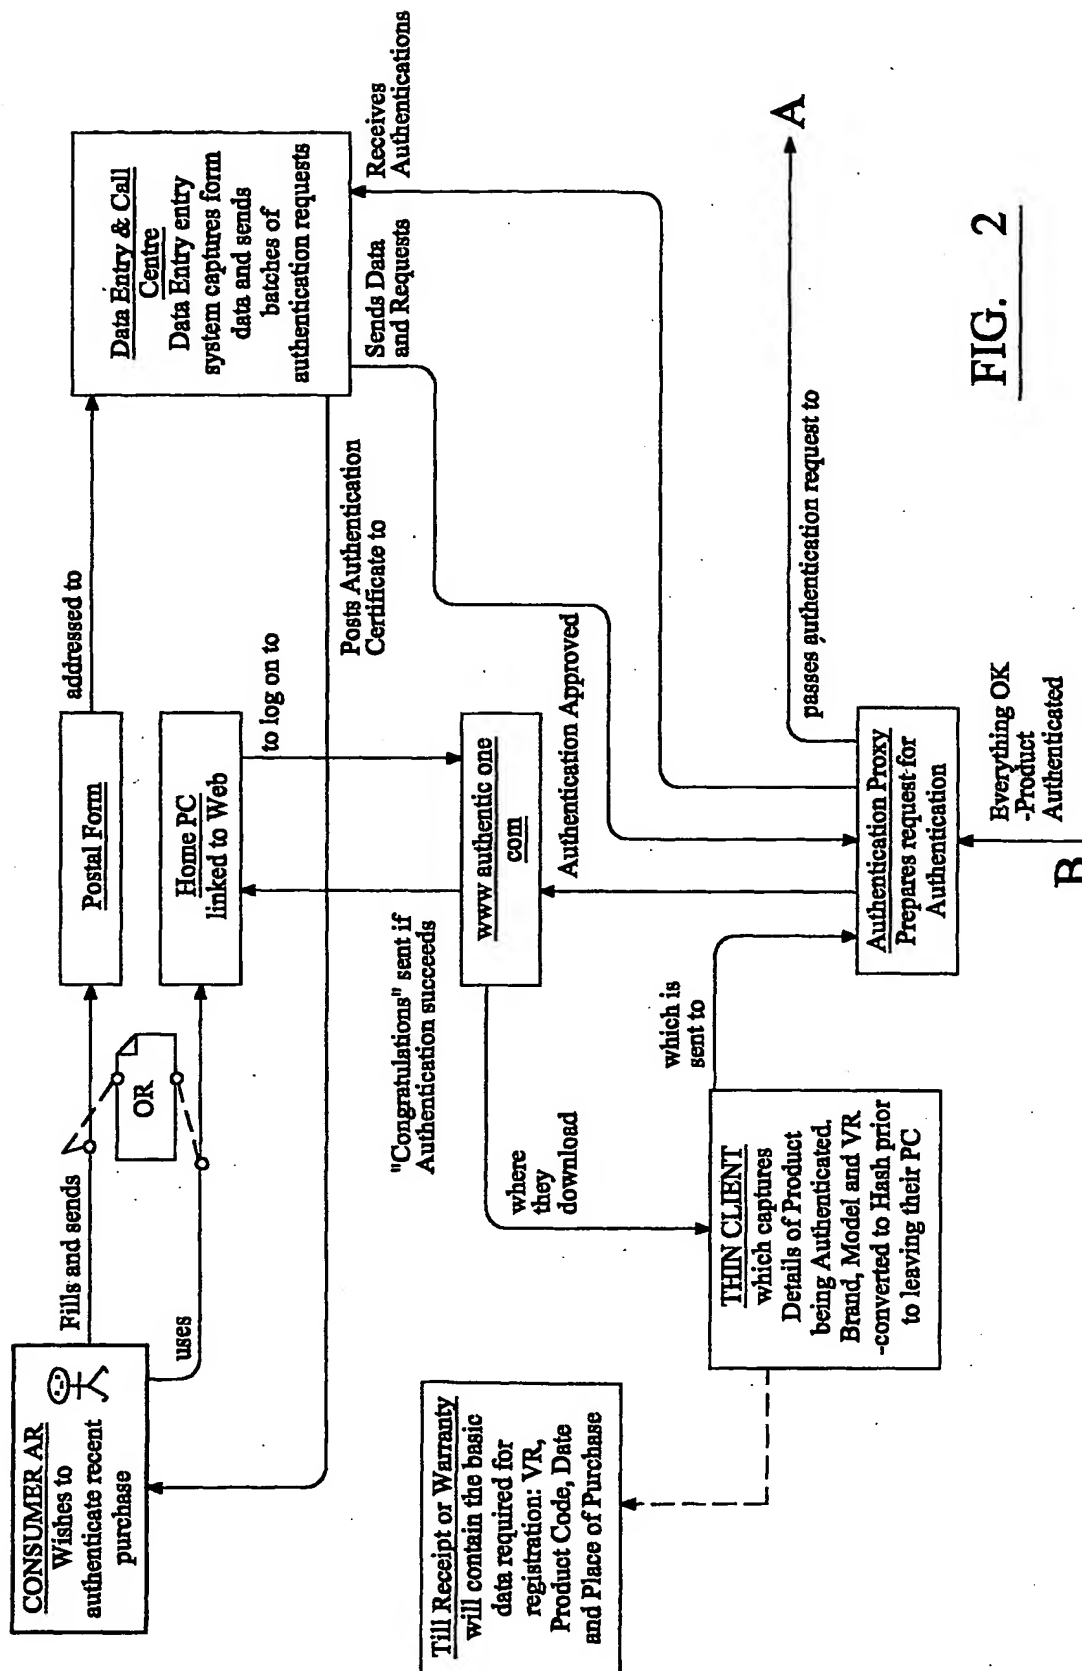 CONSUMER AR
Wishes to
authenticate recent
purchase
Fills and sends
uses
OR
Postal Form
addressed to
Home PC
linked to Web
to log on to
Data Entry & Call
Centre
Data Entry entry
system captures form
data and sends
batches of
authentication requests
Posts Authentication
Certificate to
Sends Data
and Requests
Receives
Authentications
"Congratulations" sent if
Authentication succeeds
www authentic one
com
Authentication Approved
where
they
download
Till Receipt or Warranty
will contain the basic
data required for
registration: VR,
Product Code, Date
and Place of Purchase
THIN CLIENT
which captures
Details of Product
being Authenticated.
Brand, Model and VR
-converted to Hash prior
to leaving their PC
which is
sent to
Authentication Proxy
Prepares request for
Authentication
passes authentication request to
A
Everything OK
-Product
Authenticated
B
FIG. 2